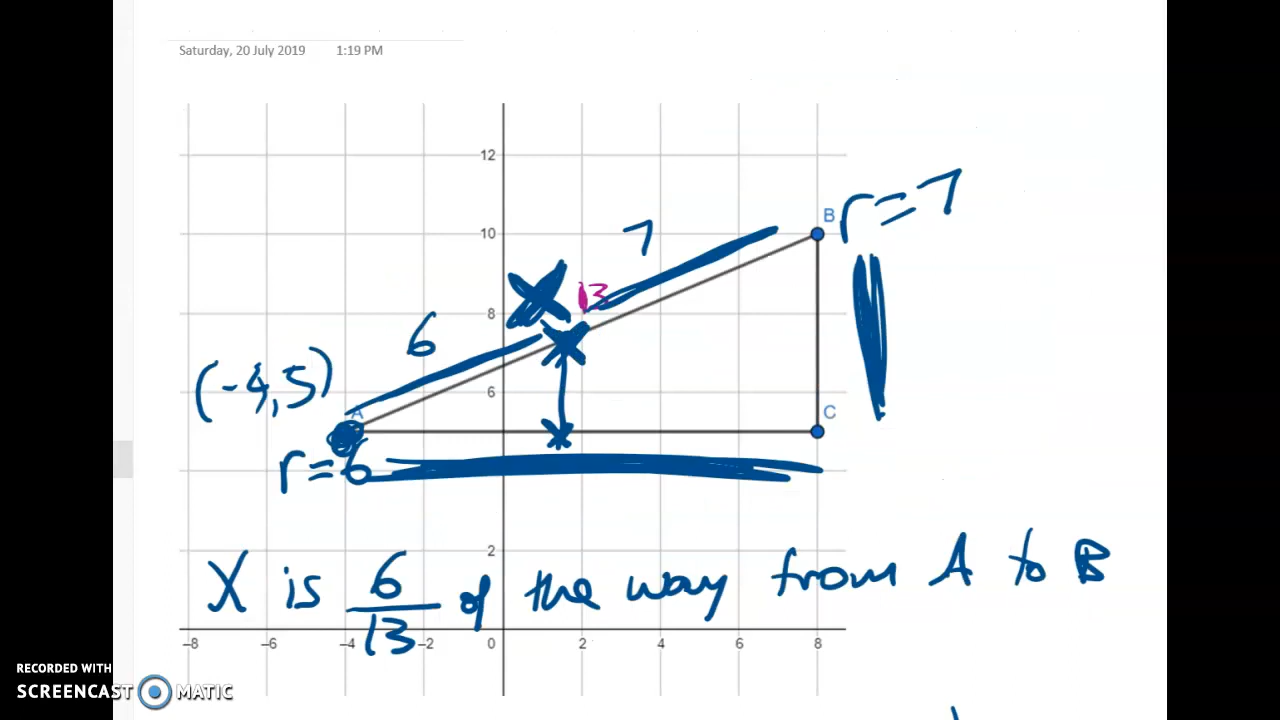 Saturday, 20 July 2019 1:19 PM
12
B
r=7
10
7
13
8
6
(-4,5)
6
A
C
r=6
2
X is 6/13 of the way from A to B
-8 -6 -4 -2 0 2 4 6 8
RECORDED WITH
SCREENCAST MATIC